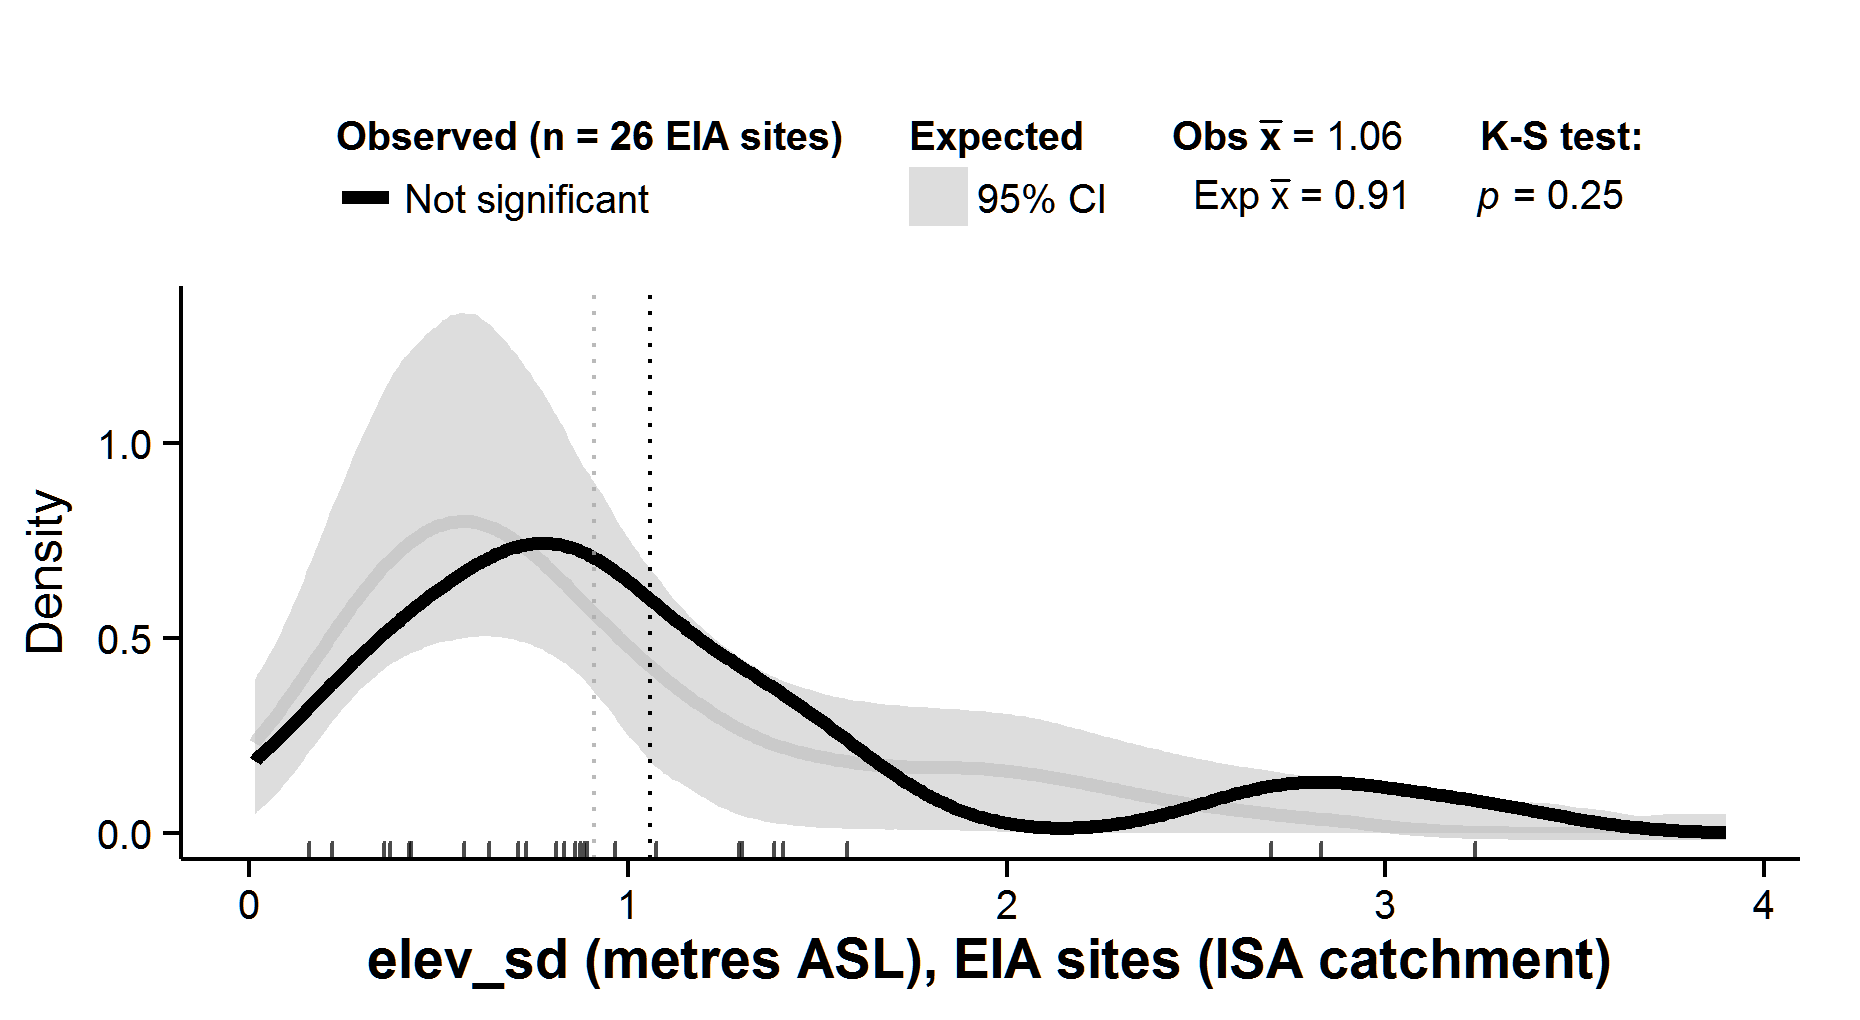 Observed (n = 26 EIA sites) Expected Obs x̅ = 1.06 K-S test:
Not significant 95% CI Exp x̅ = 0.91 p = 0.25
1.0
0.5
0.0
Density
0 1 2 3 4
elev_sd (metres ASL), EIA sites (ISA catchment)